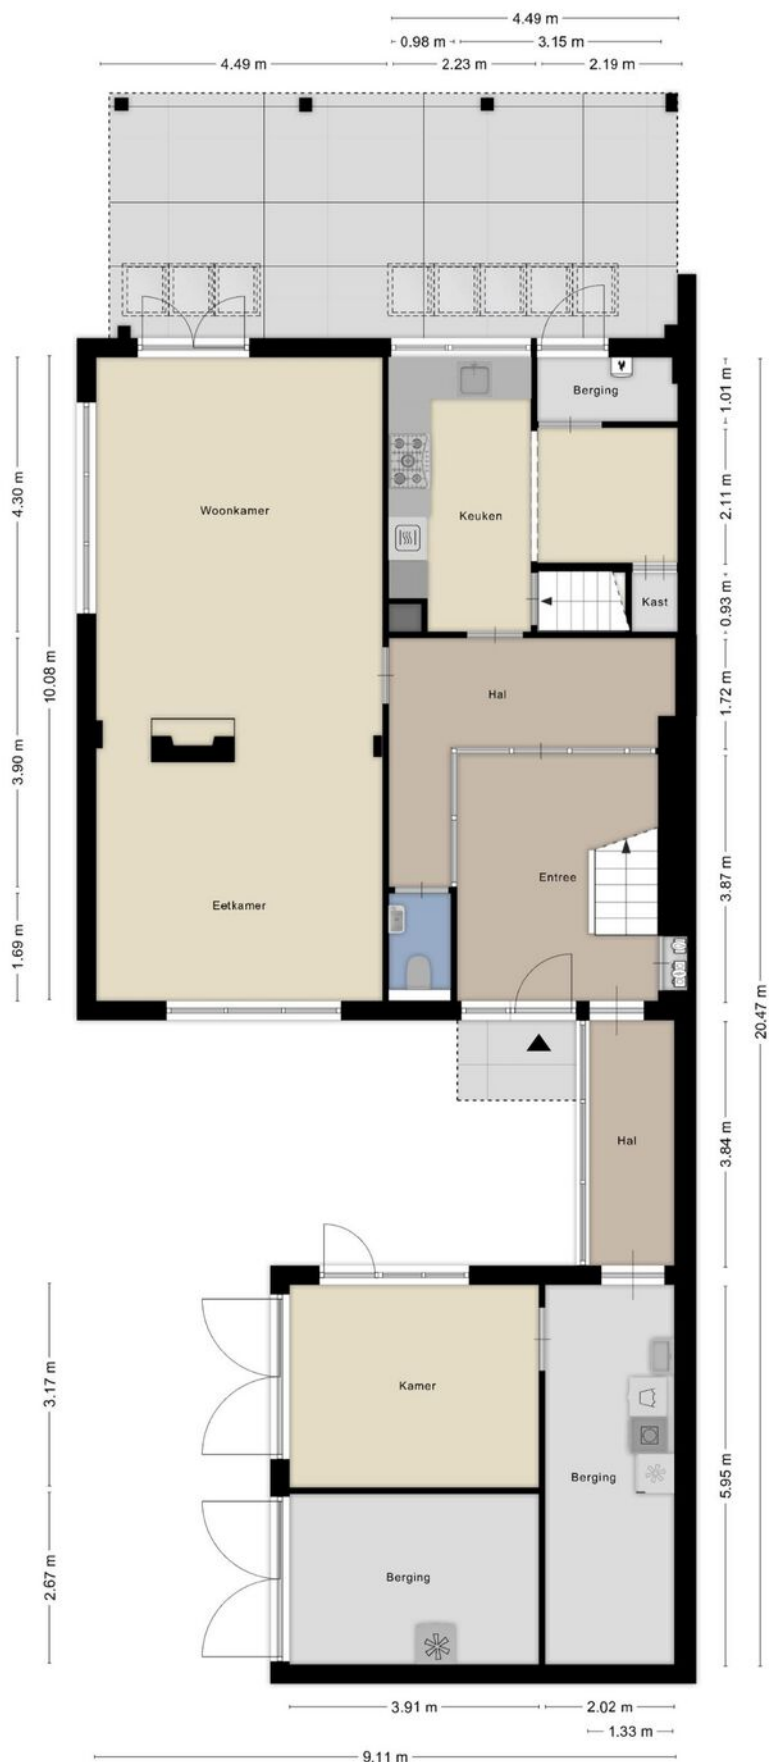 4.49 m
0.98 m
3.15 m
4.49 m
2.23 m
2.19 m
Berging
1.01 m
4.30 m
Woonkamer
Keuken
2.11 m
Kast
0.93 m
10.08 m
Hal
1.72 m
3.90 m
Entree
3.87 m
Eetkamer
1.69 m
20.47 m
Hal
3.84 m
3.17 m
Kamer
Berging
5.95 m
2.67 m
Berging
3.91 m
2.02 m
1.33 m
9.11 m